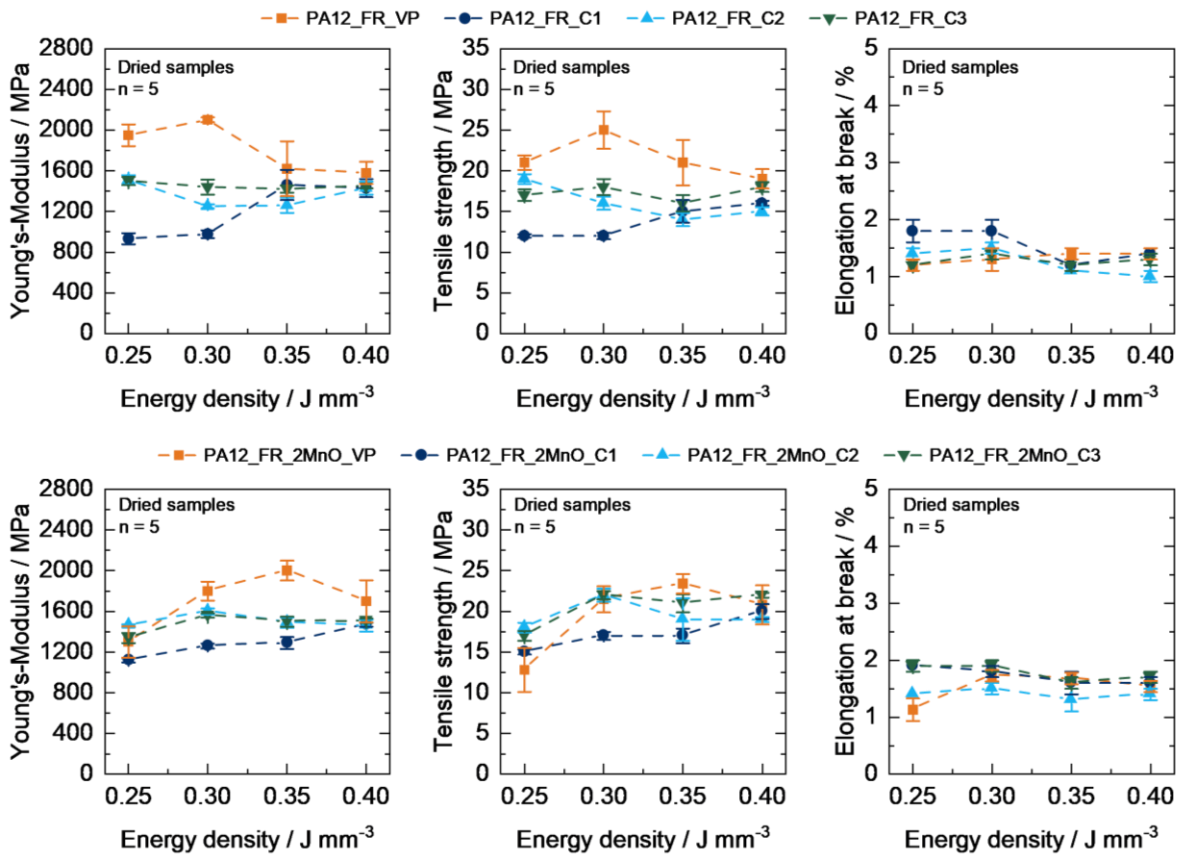 PA12_FR_VP PA12_FR_C1 PA12_FR_C2 PA12_FR_C3
Young's-Modulus / MPa
2800
2400
2000
1600
1200
800
400
0
Dried samples
n = 5
0.25 0.30 0.35 0.40
Energy density / J mm⁻³
Tensile strength / MPa
35
30
25
20
15
10
5
0
Dried samples
n = 5
0.25 0.30 0.35 0.40
Energy density / J mm⁻³
Elongation at break / %
5
4
3
2
1
0
Dried samples
n = 5
0.25 0.30 0.35 0.40
Energy density / J mm⁻³
PA12_FR_2MnO_VP PA12_FR_2MnO_C1 PA12_FR_2MnO_C2 PA12_FR_2MnO_C3
Young's-Modulus / MPa
2800
2400
2000
1600
1200
800
400
0
Dried samples
n = 5
0.25 0.30 0.35 0.40
Energy density / J mm⁻³
Tensile strength / MPa
35
30
25
20
15
10
5
0
Dried samples
n = 5
0.25 0.30 0.35 0.40
Energy density / J mm⁻³
Elongation at break / %
5
4
3
2
1
0
Dried samples
n = 5
0.25 0.30 0.35 0.40
Energy density / J mm⁻³